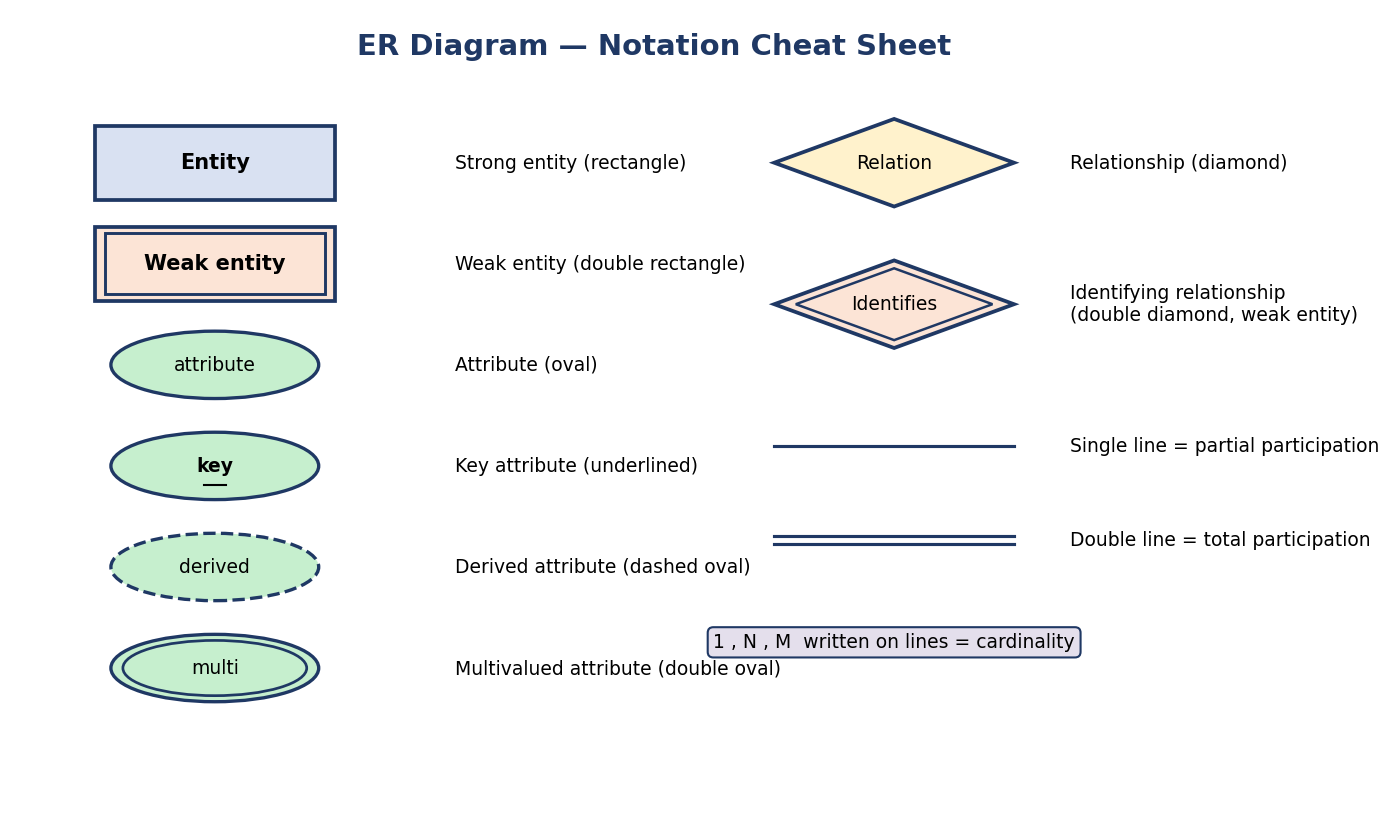 ER Diagram — Notation Cheat Sheet
Entity
Strong entity (rectangle)
Weak entity
Weak entity (double rectangle)
attribute
Attribute (oval)
key
Key attribute (underlined)
derived
Derived attribute (dashed oval)
multi
Multivalued attribute (double oval)
Relation
Relationship (diamond)
Identifies
Identifying relationship
(double diamond, weak entity)
Single line = partial participation
Double line = total participation
1 , N , M  written on lines = cardinality